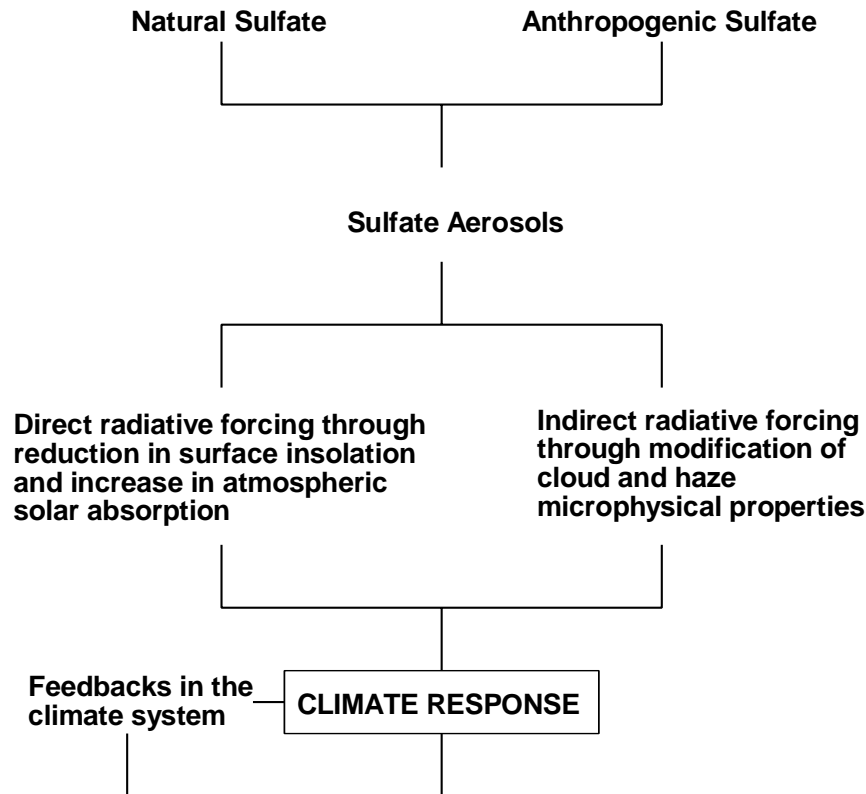 Natural Sulfate
Anthropogenic Sulfate
Sulfate Aerosols
Direct radiative forcing through
reduction in surface insolation
and increase in atmospheric
solar absorption
Indirect radiative forcing
through modification of
cloud and haze
microphysical properties
Feedbacks in the
climate system
CLIMATE RESPONSE